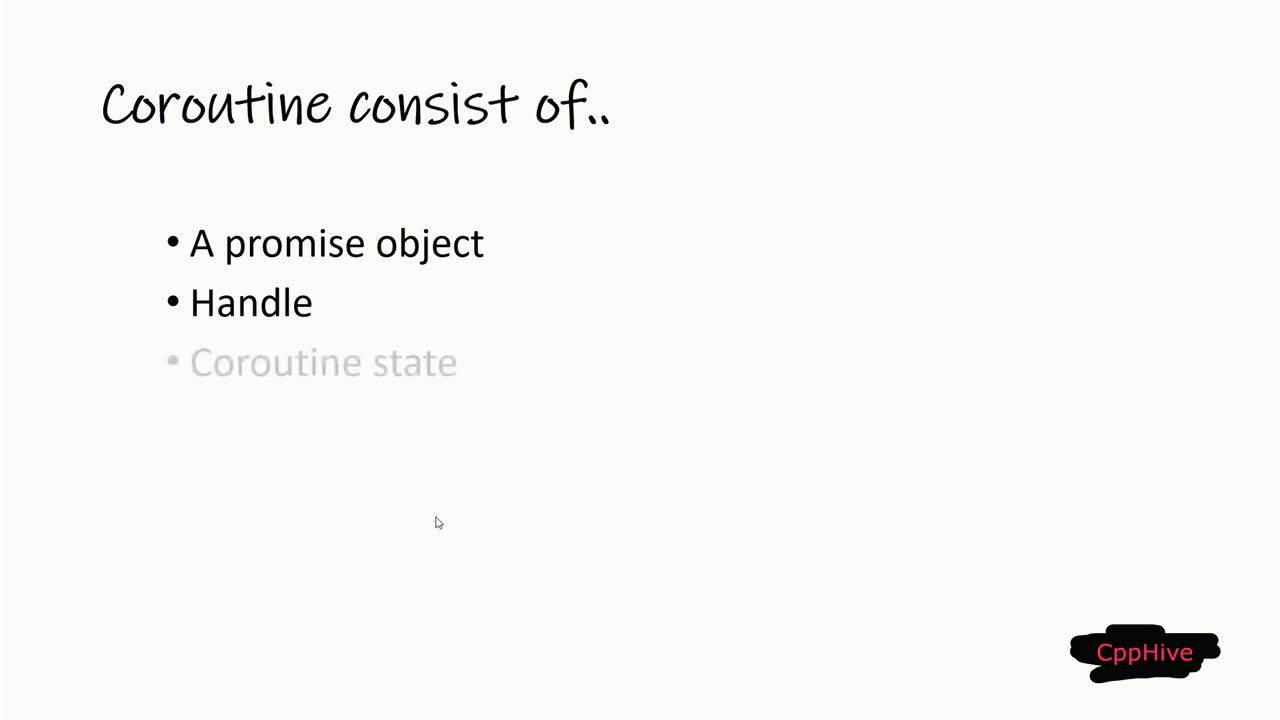 Coroutine consist of..
• A promise object
• Handle
• Coroutine state
CppHive